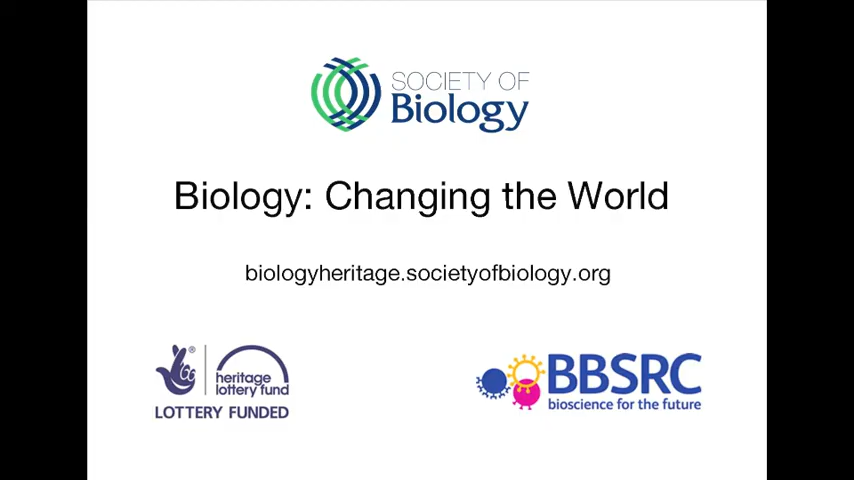 SOCIETY OF
Biology
Biology: Changing the World
biologyheritage.societyofbiology.org
®
heritage
lottery fund
LOTTERY FUNDED
BBSRC
bioscience for the future